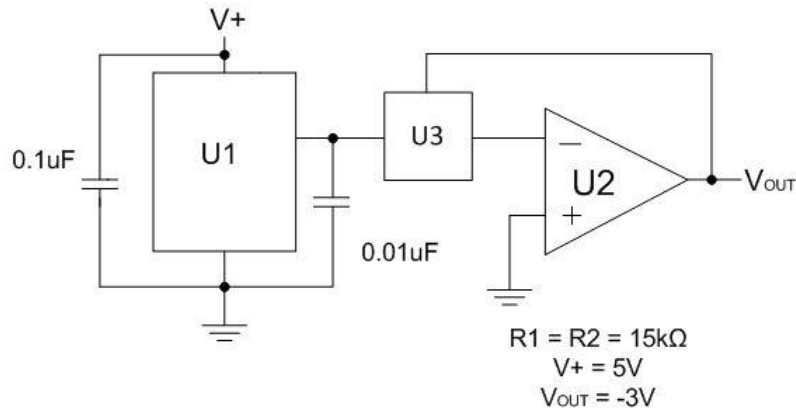 V+
U1
U3
0.1uF
U2
VOUT
0.01uF
R1 = R2 = 15kΩ
V+ = 5V
VOUT = -3V